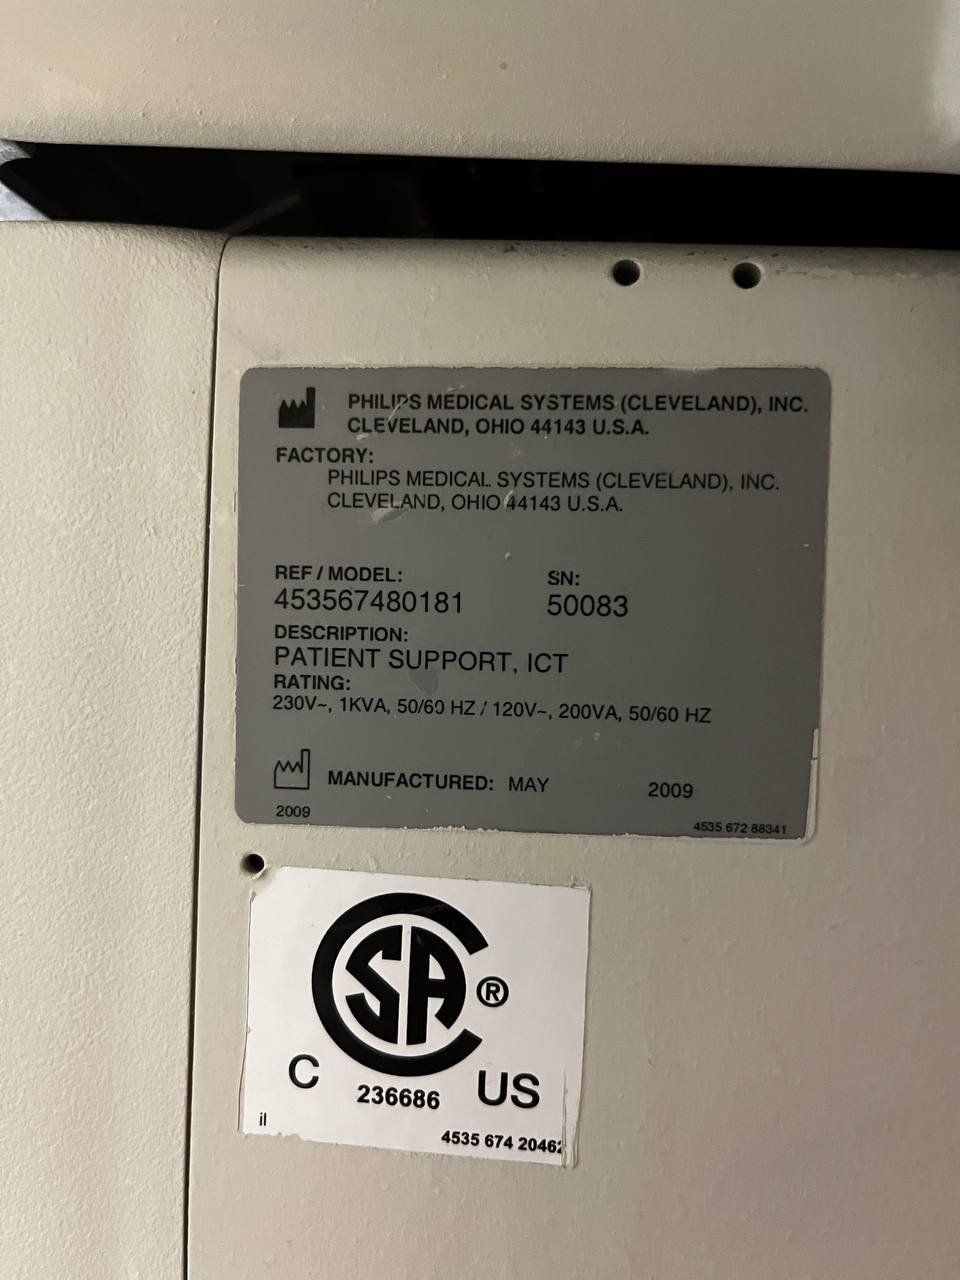 PHILIPS MEDICAL SYSTEMS (CLEVELAND), INC.
CLEVELAND, OHIO 44143 U.S.A.
FACTORY:
PHILIPS MEDICAL SYSTEMS (CLEVELAND), INC.
CLEVELAND, OHIO 44143 U.S.A.
REF / MODEL: SN:
453567480181 50083
DESCRIPTION:
PATIENT SUPPORT, ICT
RATING:
230V~, 1KVA, 50/60 HZ / 120V~, 200VA, 50/60 HZ
MANUFACTURED: MAY 2009
2009
4535 672 88341
SA ®
C 236686 US
il
4535 674 20462